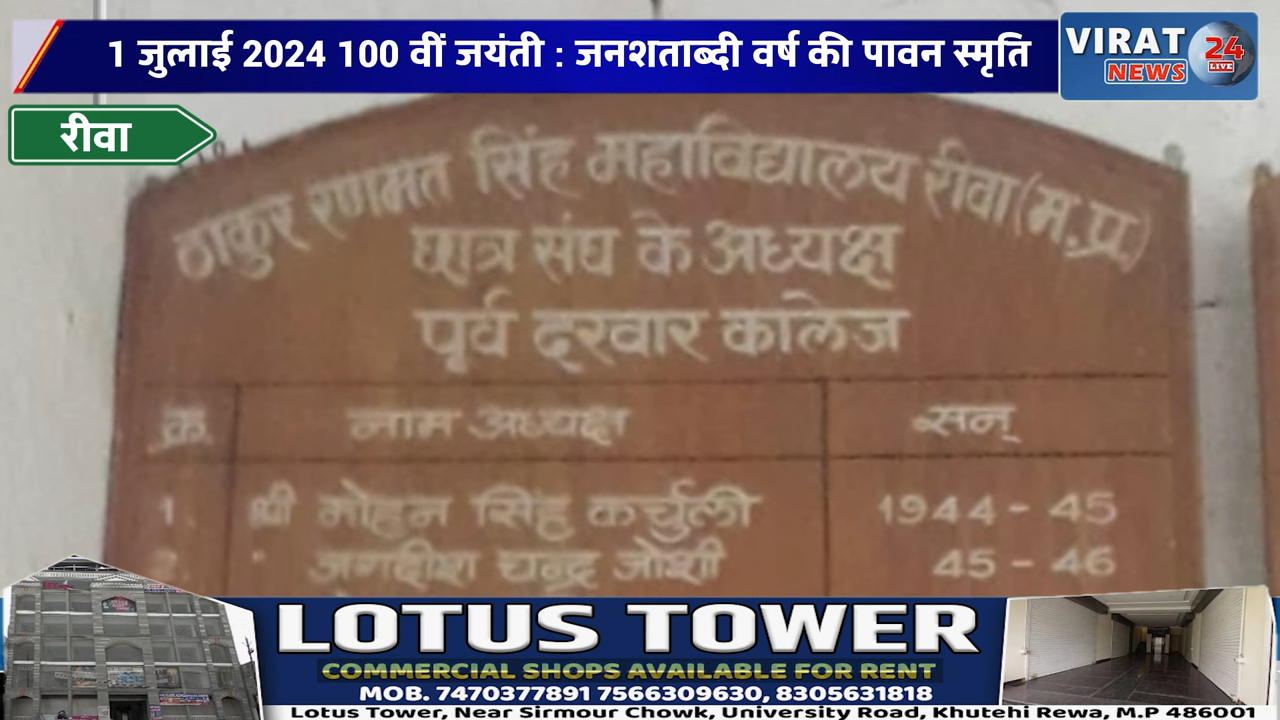 1 जुलाई 2024 100 वीं जयंती : जनशताब्दी वर्ष की पावन स्मृति
VIRAT
NEWS
24
LIVE
रीवा
ठाकुर रणमत सिंह महाविद्यालय रीवा (म.प्र.)
छात्र संघ के अध्यक्ष
पूर्व दरवार कालेज
क्र. नाम अध्यक्ष सन्
1. श्री मोहन सिंह कर्चुली 1944 - 45
2. " जगदीश चन्द्र जोशी 45 - 46
LOTUS TOWER
COMMERCIAL SHOPS AVAILABLE FOR RENT
MOB. 7470377891 7566309630, 8305631818
Lotus Tower, Near Sirmour Chowk, University Road, Khutehi Rewa, M.P 486001